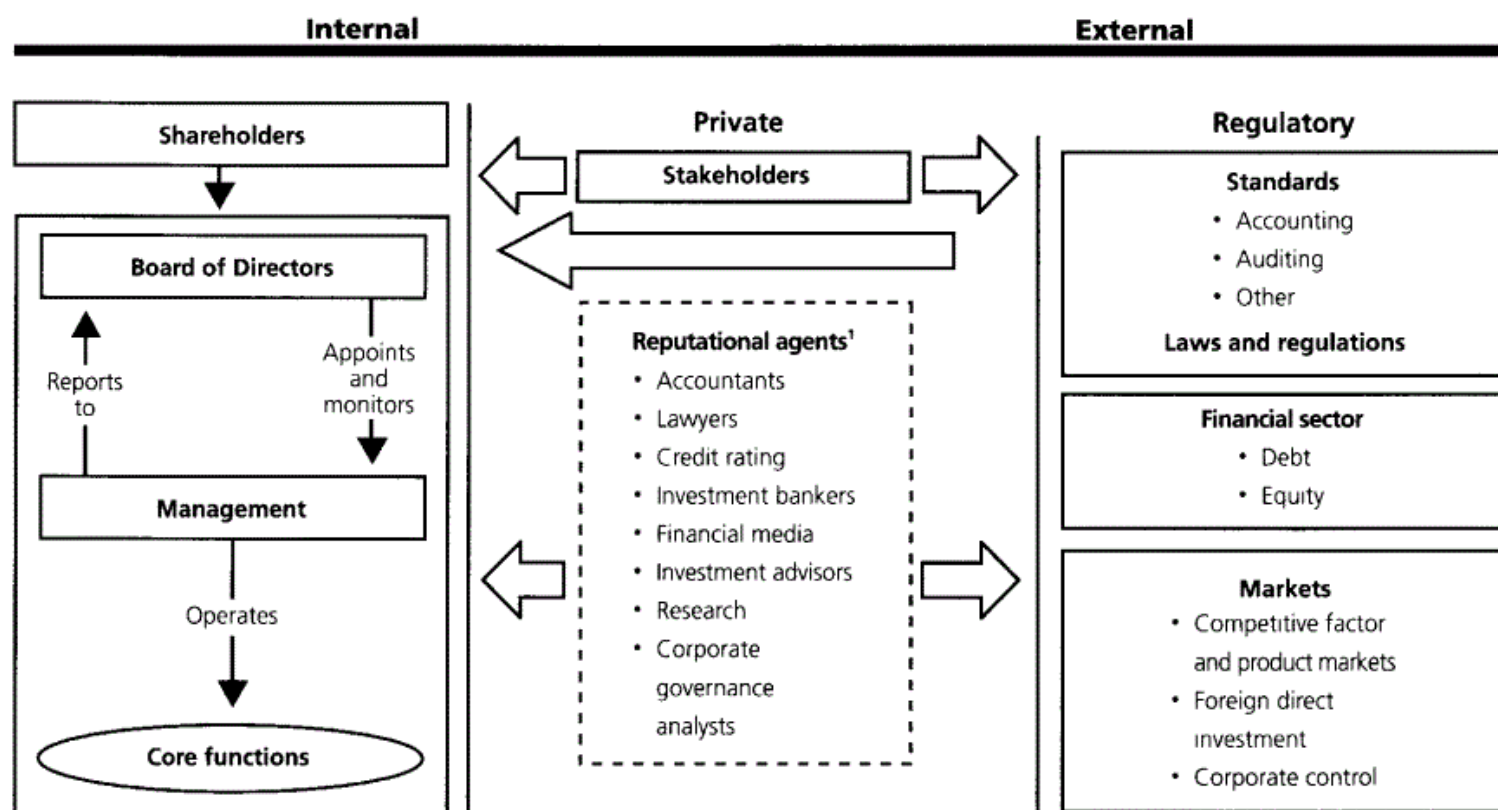 Internal
External
Shareholders
Board of Directors
Reports
to
Appoints
and
monitors
Management
Operates
Core functions
Private
Stakeholders
Reputational agents¹
• Accountants
• Lawyers
• Credit rating
• Investment bankers
• Financial media
• Investment advisors
• Research
• Corporate
governance
analysts
Regulatory
Standards
• Accounting
• Auditing
• Other
Laws and regulations
Financial sector
• Debt
• Equity
Markets
• Competitive factor
and product markets
• Foreign direct
investment
• Corporate control